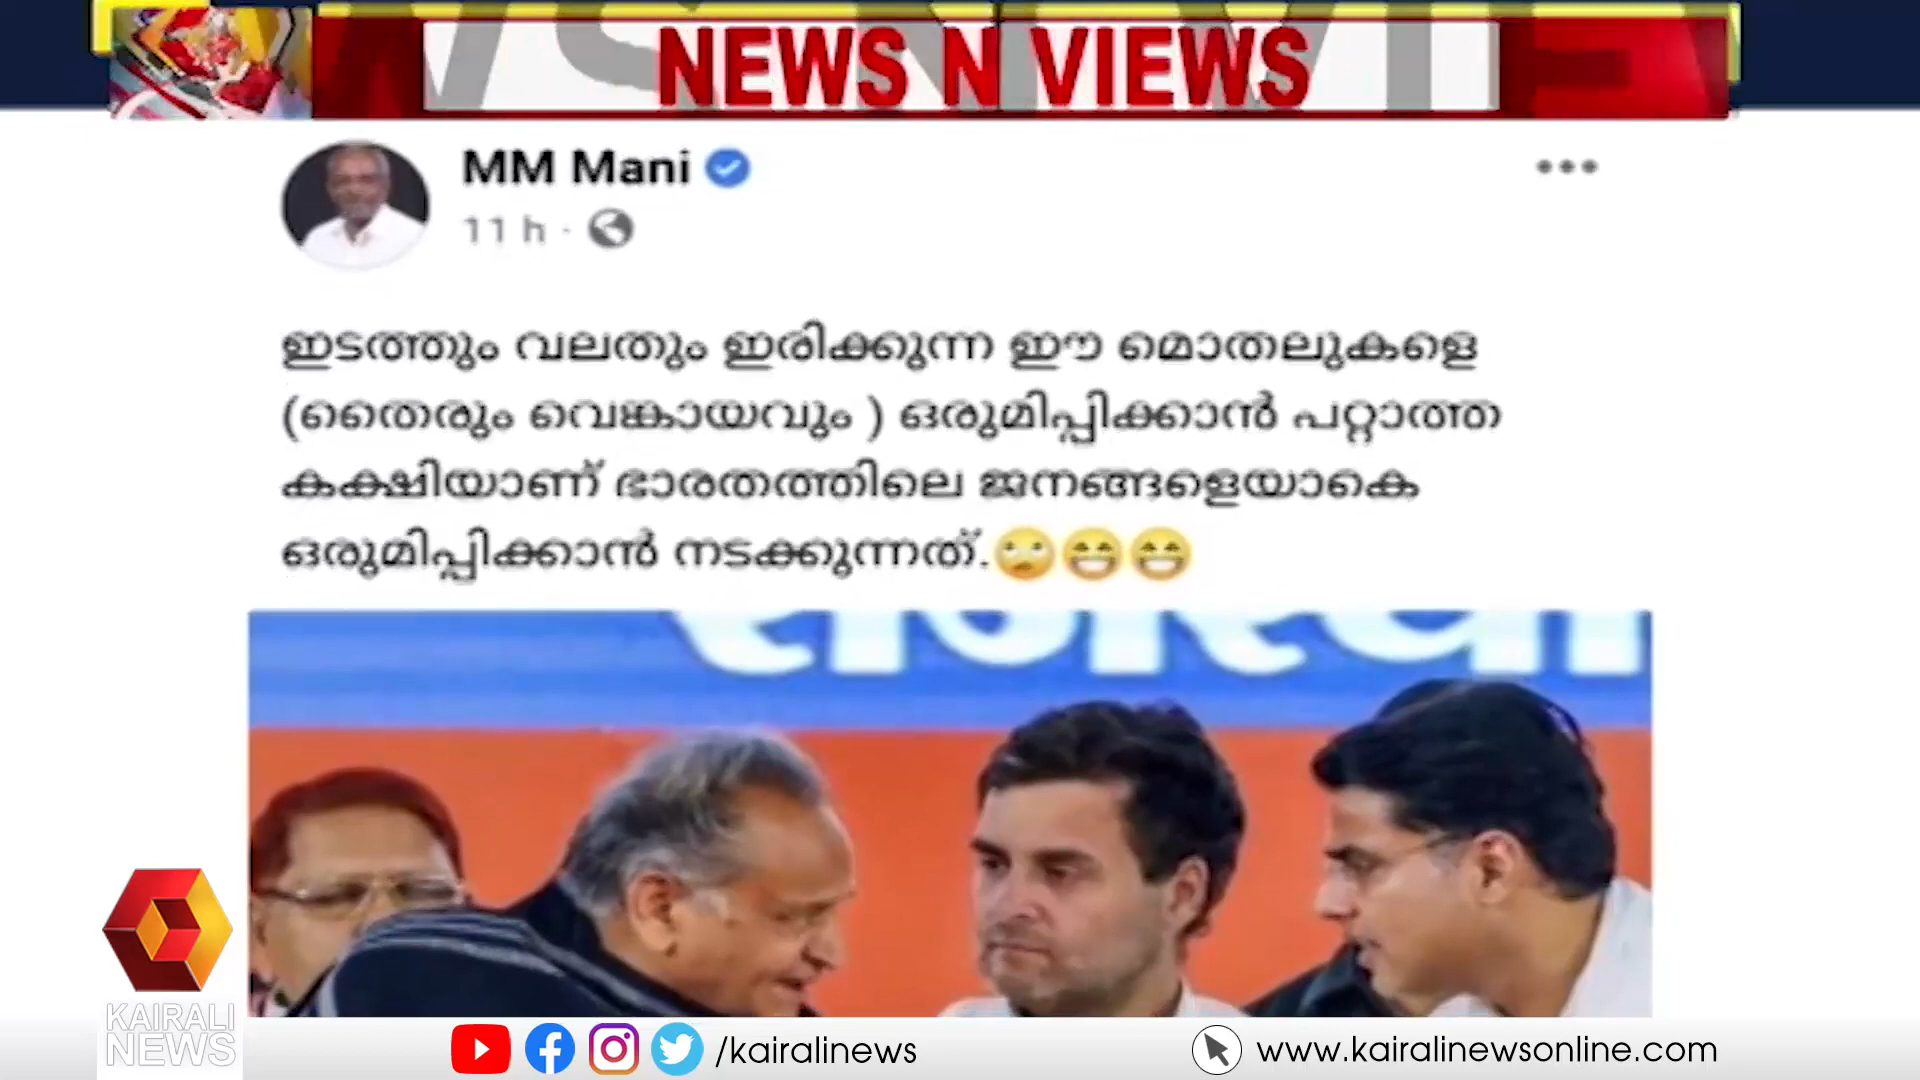 NEWS N VIEWS
MM Mani
11 h ·
ഇടത്തും വലതും ഇരിക്കുന്ന ഈ മൊതലുകളെ
(തൈരും വെങ്കായവും ) ഒരുമിപ്പിക്കാൻ പറ്റാത്ത
കക്ഷിയാണ് ഭാരതത്തിലെ ജനങ്ങളെയാകെ
ഒരുമിപ്പിക്കാൻ നടക്കുന്നത്.🙄😁😁
KAIRALI
NEWS
/kairalinews
www.kairalinewsonline.com